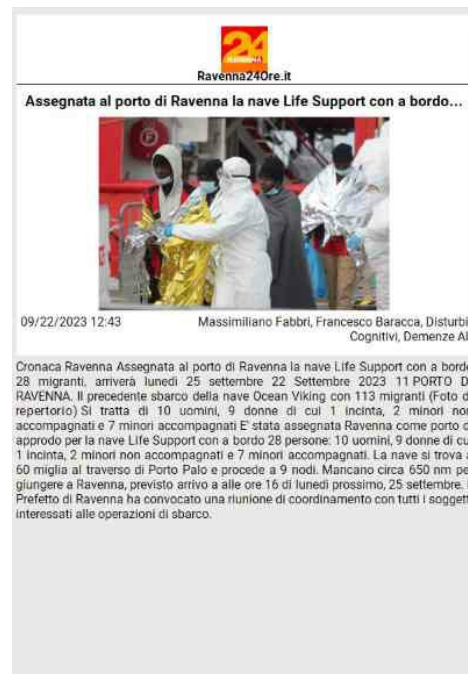 24
RAVENNA
Ravenna24Ore.it
Assegnata al porto di Ravenna la nave Life Support con a bordo...
09/22/2023 12:43
Massimiliano Fabbri, Francesco Baracca, Disturbi
Cognitivi, Demenze Al
Cronaca Ravenna Assegnata al porto di Ravenna la nave Life Support con a bordo
28 migranti, arriverà lunedì 25 settembre 22 Settembre 2023 11 PORTO D
RAVENNA. Il precedente sbarco della nave Ocean Viking con 113 migranti (Foto d
repertorio) Si tratta di 10 uomini, 9 donne di cui 1 incinta, 2 minori non
accompagnati e 7 minori accompagnati E' stata assegnata Ravenna come porto d
approdo per la nave Life Support con a bordo 28 persone: 10 uomini, 9 donne di cu
1 incinta, 2 minori non accompagnati e 7 minori accompagnati. La nave si trova a
60 miglia al traverso di Porto Palo e procede a 9 nodi. Mancano circa 650 nm pe
giungere a Ravenna, previsto arrivo a alle ore 16 di lunedì prossimo, 25 settembre.
Prefetto di Ravenna ha convocato una riunione di coordinamento con tutti i soggett
interessati alle operazioni di sbarco.